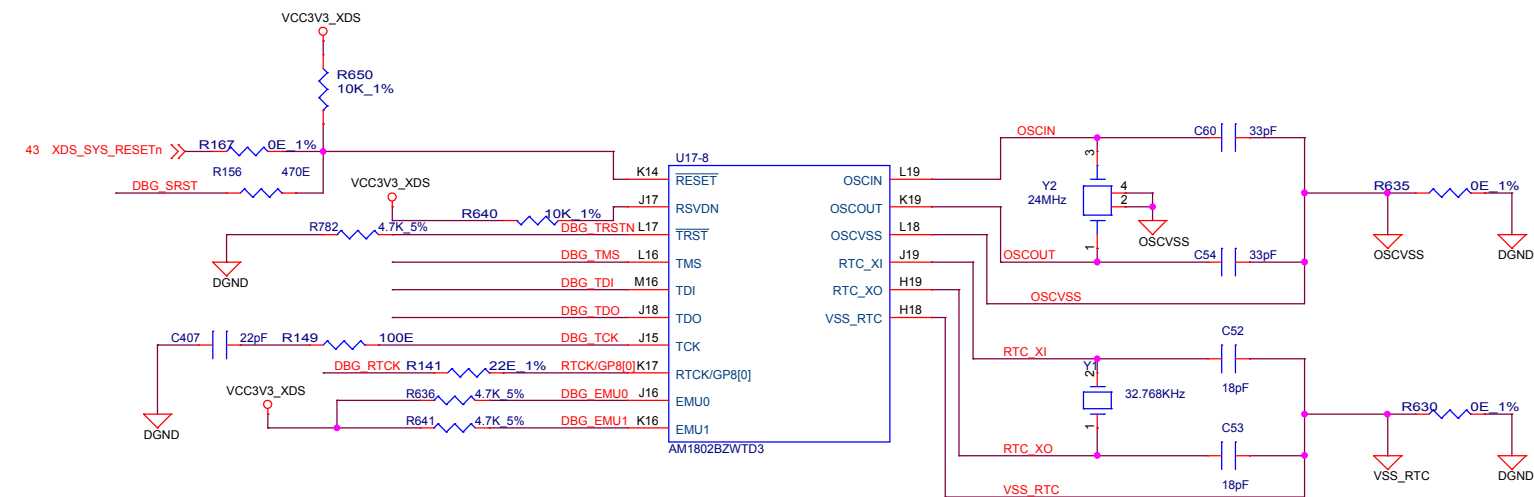 VCC3V3_XDS
R650
10K_1%
43 XDS_SYS_RESETn
R167 0E_1%
R156 470E
DBG_SRST
VCC3V3_XDS
R640 10K_1%
R782 4.7K_5%
DGND
DBG_TRSTN L17
DBG_TMS L16
DBG_TDI M16
DBG_TDO J18
C407 22pF R149 100E DBG_TCK J15
DBG_RTCK R141 22E_1% RTCK/GP8[0] K17
VCC3V3_XDS
R636 4.7K_5% DBG_EMU0 J16
R641 4.7K_5% DBG_EMU1 K16
DGND
U17-8
K14 RESET
J17 RSVDN
TRST
TMS
TDI
TDO
TCK
RTCK/GP8[0]
EMU0
EMU1
AM1802BZWTD3
OSCIN L19
OSCOUT K19
OSCVSS L18
RTC_XI J19
RTC_XO H19
VSS_RTC H18
OSCIN
C60 33pF
3
Y2
24MHz
4
2
1
OSCVSS
OSCOUT
C54 33pF
OSCVSS
R635 0E_1%
OSCVSS
DGND
RTC_XI
C52
18pF
Y1
2
32.768KHz
1
RTC_XO
C53
18pF
VSS_RTC
R630 0E_1%
VSS_RTC
DGND